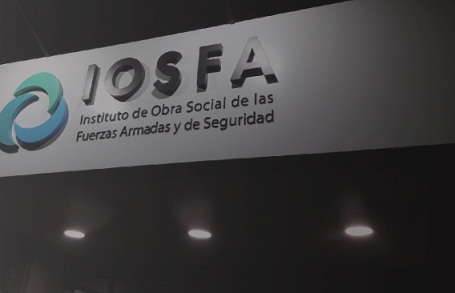 IOSFA
Instituto de Obra Social de las
Fuerzas Armadas y de Seguridad